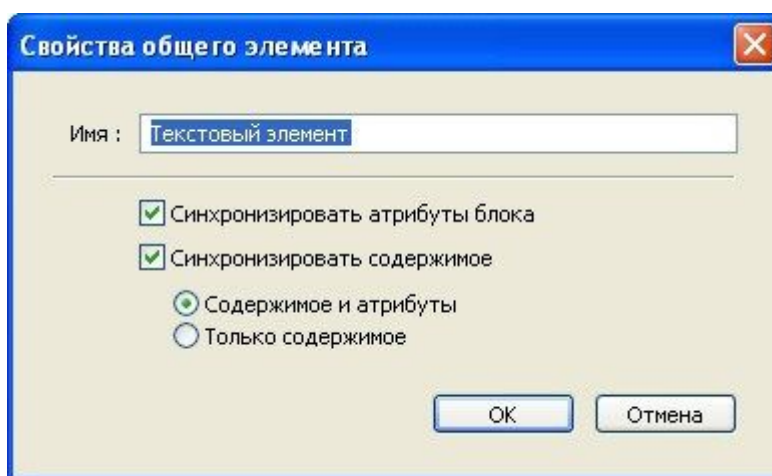 Свойства общего элемента
Имя : Текстовый элемент
Синхронизировать атрибуты блока
Синхронизировать содержимое
Содержимое и атрибуты
Только содержимое
OK Отмена